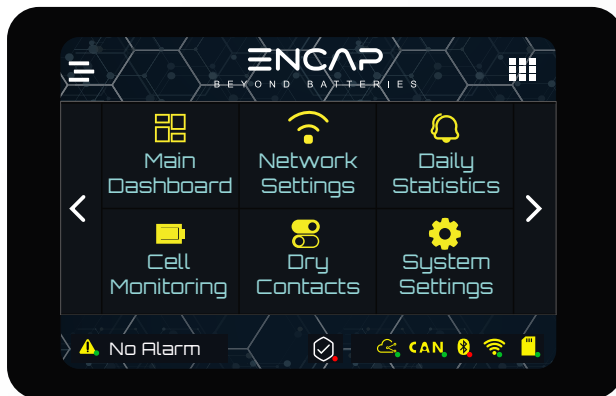 ENCAP
BEYOND BATTERIES
Main
Dashboard
Network
Settings
Daily
Statistics
Cell
Monitoring
Dry
Contacts
System
Settings
No Alarm
CAN